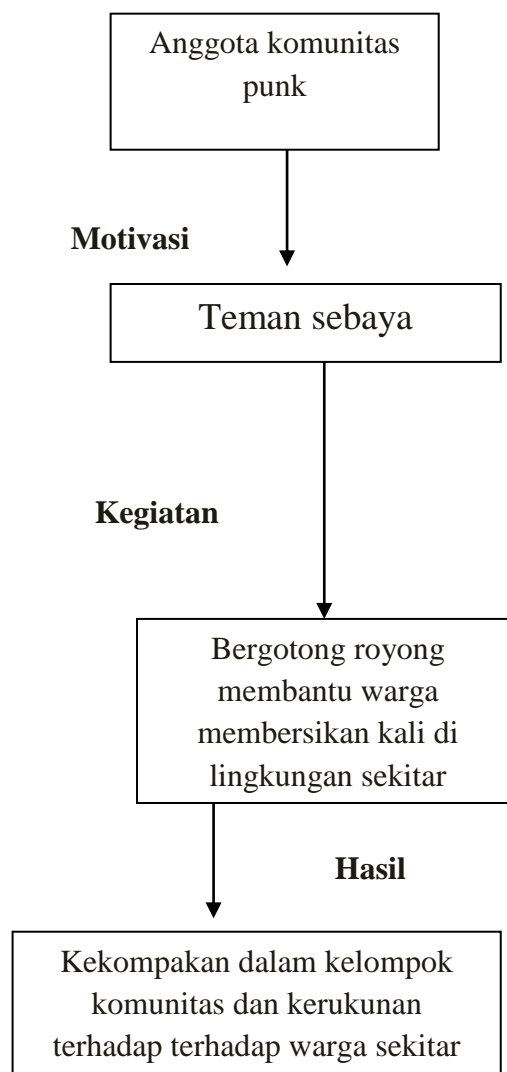 Anggota komunitas
punk
Motivasi
Teman sebaya
Kegiatan
Bergotong royong
membantu warga
membersikan kali di
lingkungan sekitar
Hasil
Kekompakan dalam kelompok
komunitas dan kerukunan
terhadap terhadap warga sekitar